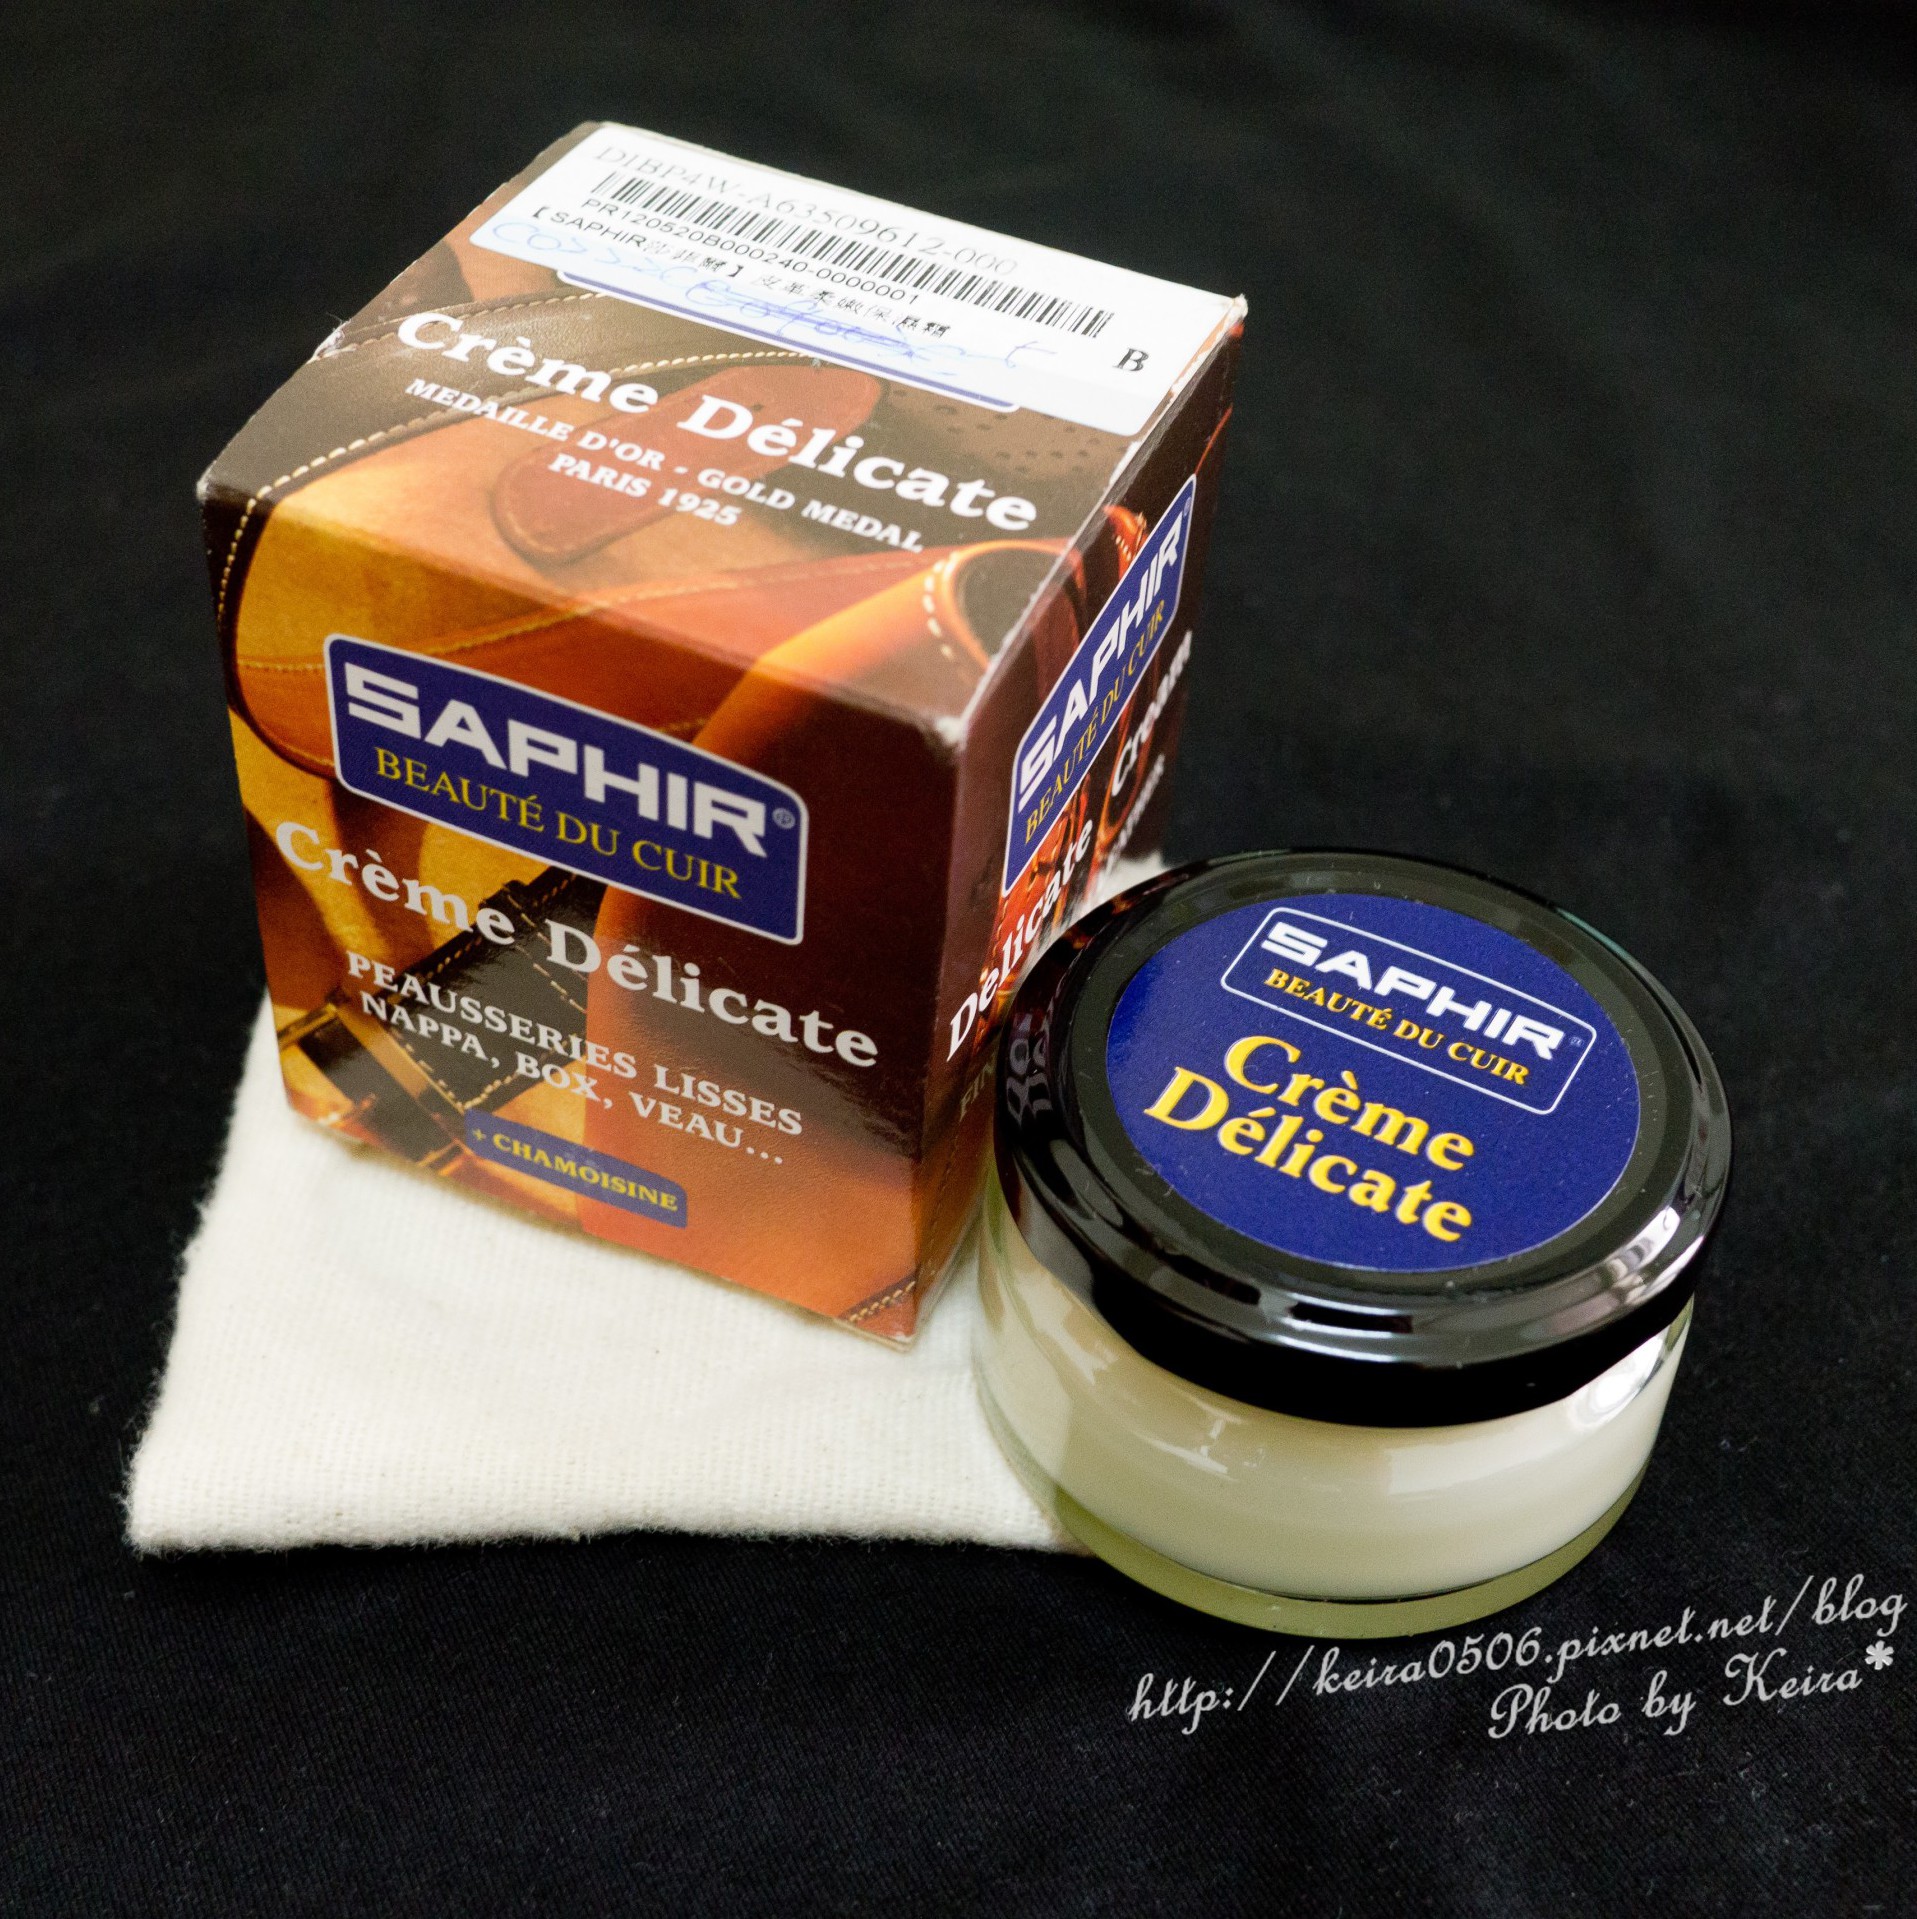 DIBP4W-A63509612-000
PR120520B000240-0000001
【SAPHIR莎菲爾】皮革柔嫩保濕霜
B
Crème Délicate
MEDAILLE D'OR - GOLD MEDAL
PARIS 1925
SAPHIR®
BEAUTÉ DU CUIR
Crème Délicate
PEAUSSERIES LISSES
NAPPA, BOX, VEAU...
+ CHAMOISINE
SAPHIR
BEAUTÉ DU CUIR
Délicate Cream
FIN
SAPHIR
BEAUTÉ DU CUIR
Crème
Délicate
http://keira0506.pixnet.net/blog
Photo by Keira*